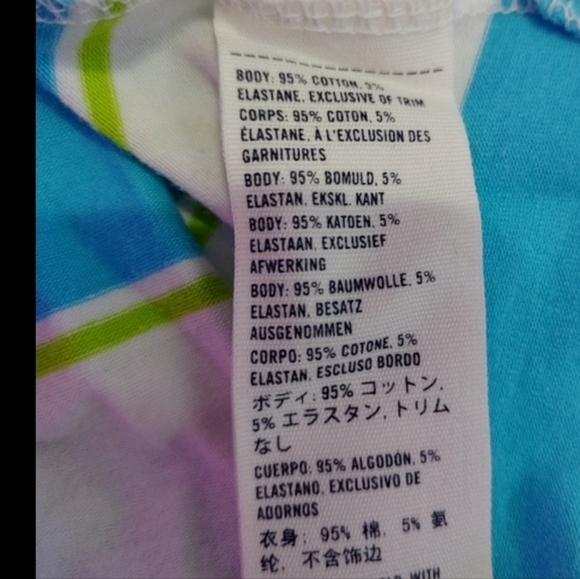 BODY: 95% COTTON, 5%
ELASTANE, EXCLUSIVE OF TRIM
CORPS: 95% COTON, 5%
ÉLASTANE, À L'EXCLUSION DES
GARNITURES
BODY: 95% BOMULD, 5%
ELASTAN, EKSKL. KANT
BODY: 95% KATOEN, 5%
ELASTAAN, EXCLUSIEF
AFWERKING
BODY: 95% BAUMWOLLE, 5%
ELASTAN, BESATZ
AUSGENOMMEN
CORPO: 95% COTONE, 5%
ELASTAN, ESCLUSO BORDO
ボディ: 95% コットン,
5% エラスタン, トリム
なし
CUERPO: 95% ALGODÓN, 5%
ELASTANO, EXCLUSIVO DE
ADORNOS
衣身: 95% 棉, 5% 氨
纶, 不含饰边
WITH